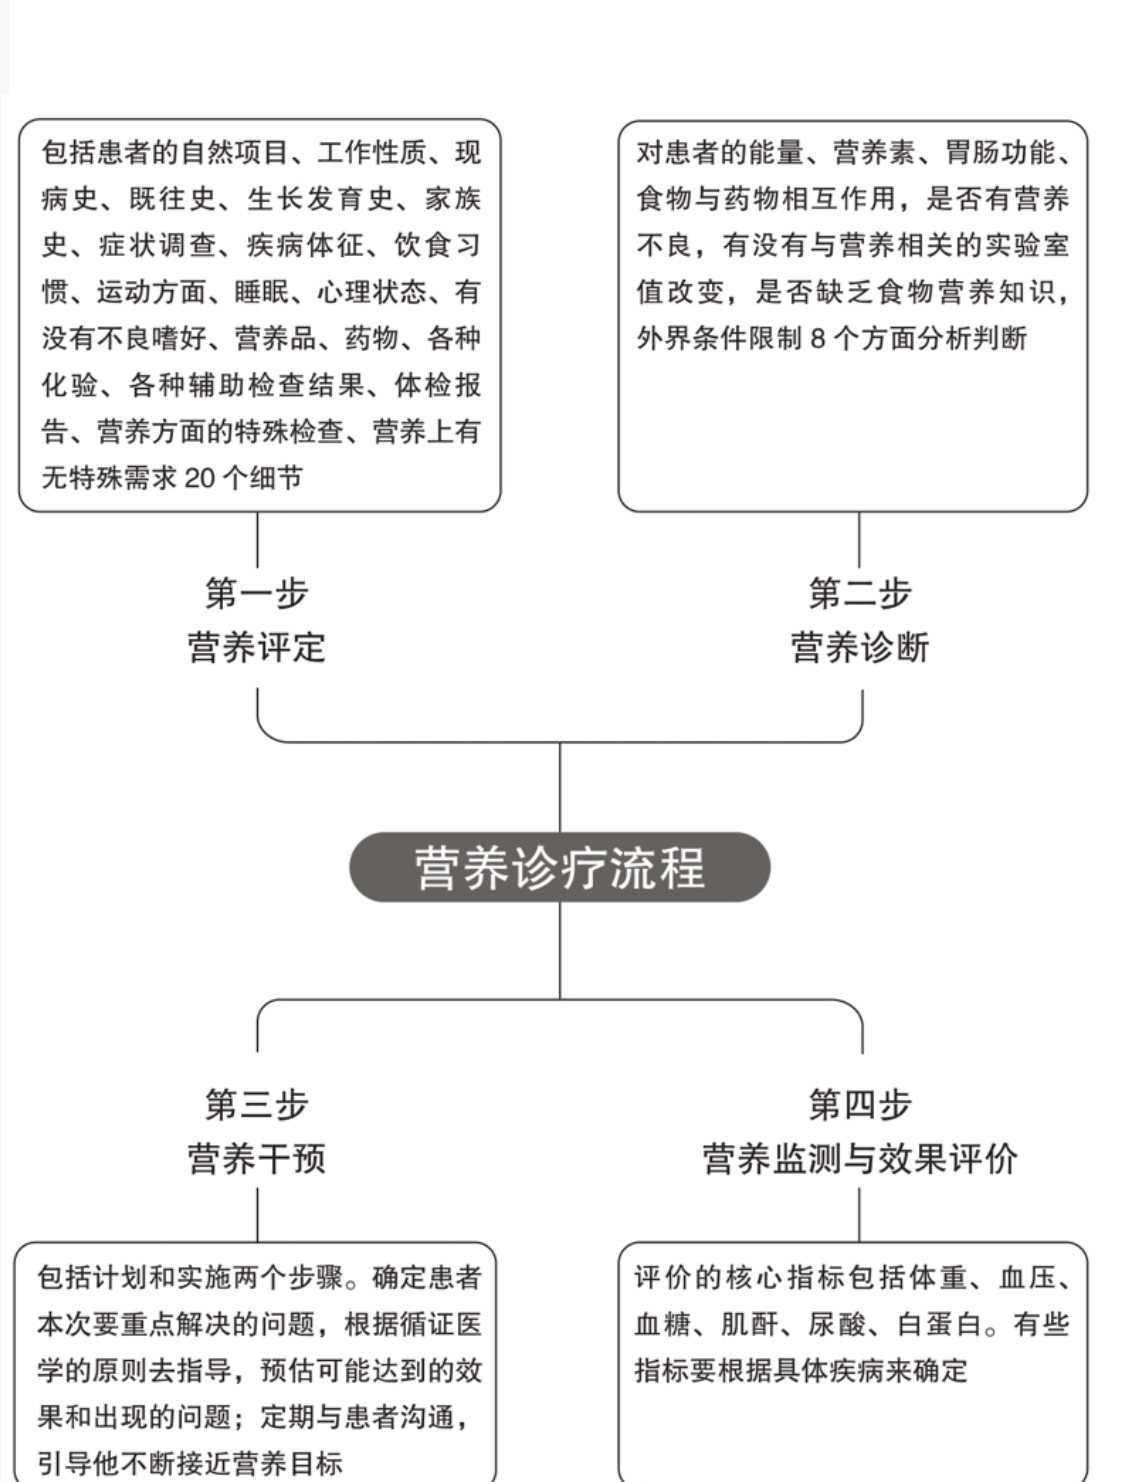 包括患者的自然项目、工作性质、现
病史、既往史、生长发育史、家族
史、症状调查、疾病体征、饮食习
惯、运动方面、睡眠、心理状态、有
没有不良嗜好、营养品、药物、各种
化验、各种辅助检查结果、体检报
告、营养方面的特殊检查、营养上有
无特殊需求 20 个细节
第一步
营养评定
对患者的能量、营养素、胃肠功能、
食物与药物相互作用，是否有营养
不良，有没有与营养相关的实验室
值改变，是否缺乏食物营养知识，
外界条件限制 8 个方面分析判断
第二步
营养诊断
营养诊疗流程
第三步
营养干预
包括计划和实施两个步骤。确定患者
本次要重点解决的问题，根据循证医
学的原则去指导，预估可能达到的效
果和出现的问题；定期与患者沟通，
引导他不断接近营养目标
第四步
营养监测与效果评价
评价的核心指标包括体重、血压、
血糖、肌酐、尿酸、白蛋白。有些
指标要根据具体疾病来确定